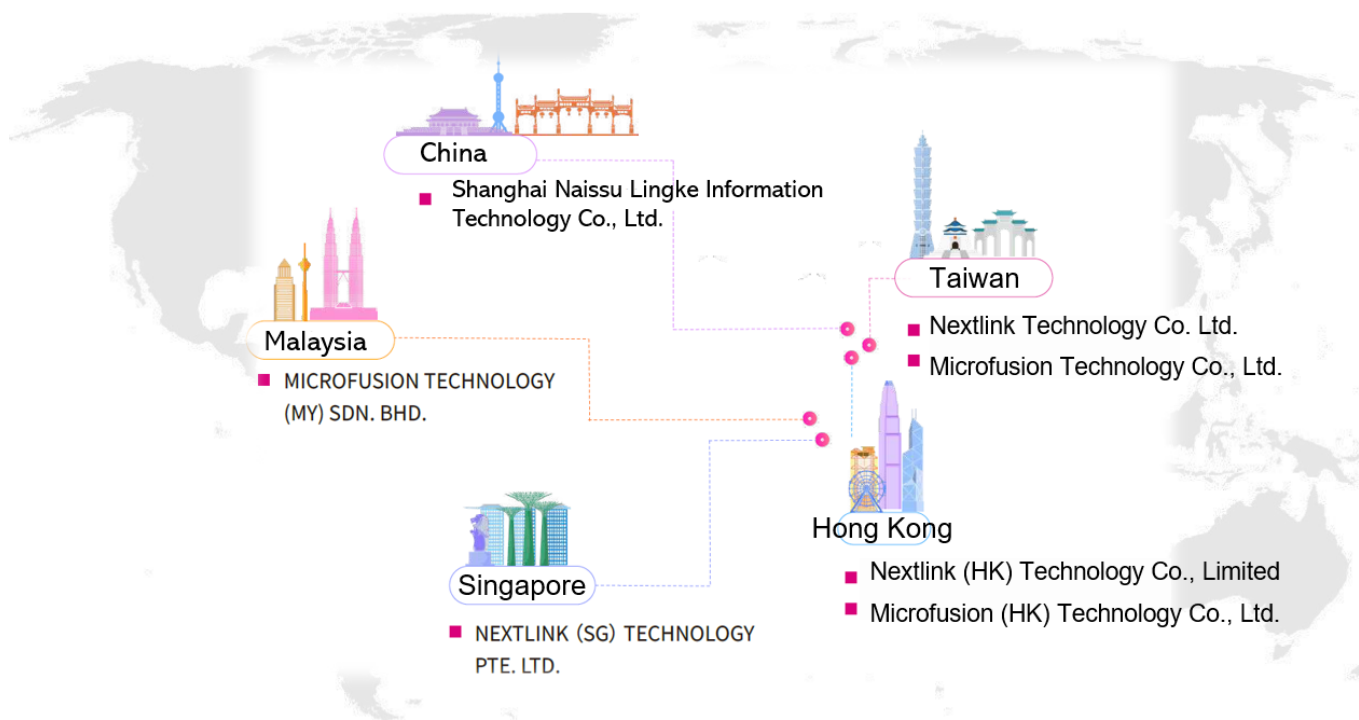 China
Shanghai Naissu Lingke Information
Technology Co., Ltd.
Taiwan
Nextlink Technology Co. Ltd.
Microfusion Technology Co., Ltd.
Malaysia
MICROFUSION TECHNOLOGY
(MY) SDN. BHD.
Hong Kong
Nextlink (HK) Technology Co., Limited
Microfusion (HK) Technology Co., Ltd.
Singapore
NEXTLINK (SG) TECHNOLOGY
PTE. LTD.